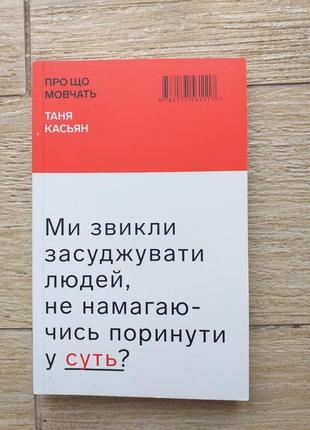 ПРО ЩО
МОВЧАТЬ
ТАНЯ
КАСЬЯН
Ми звикли
засуджувати
людей,
не намагаю-
чись поринути
у суть?